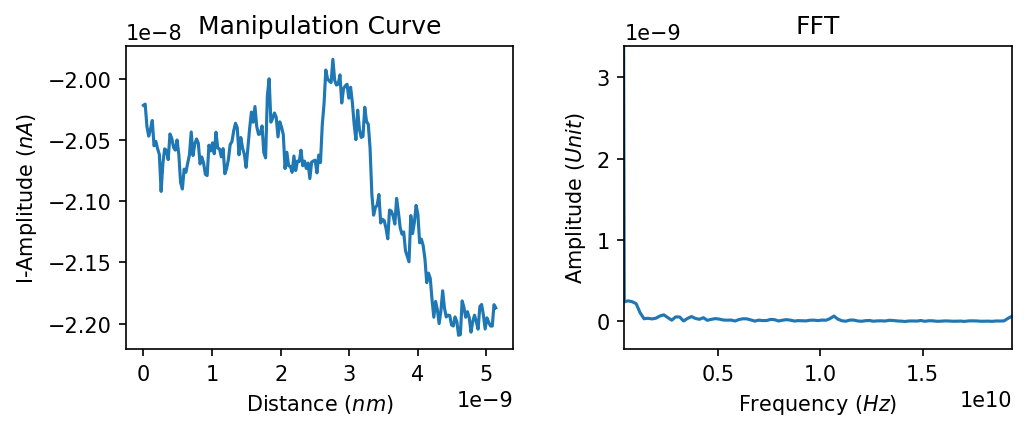 Manipulation Curve
1e−8
−2.00
−2.05
−2.10
−2.15
−2.20
I-Amplitude (nA)
0 1 2 3 4 5
1e−9
Distance (nm)
FFT
1e−9
3
2
1
0
Amplitude (Unit)
0.5 1.0 1.5
1e10
Frequency (Hz)